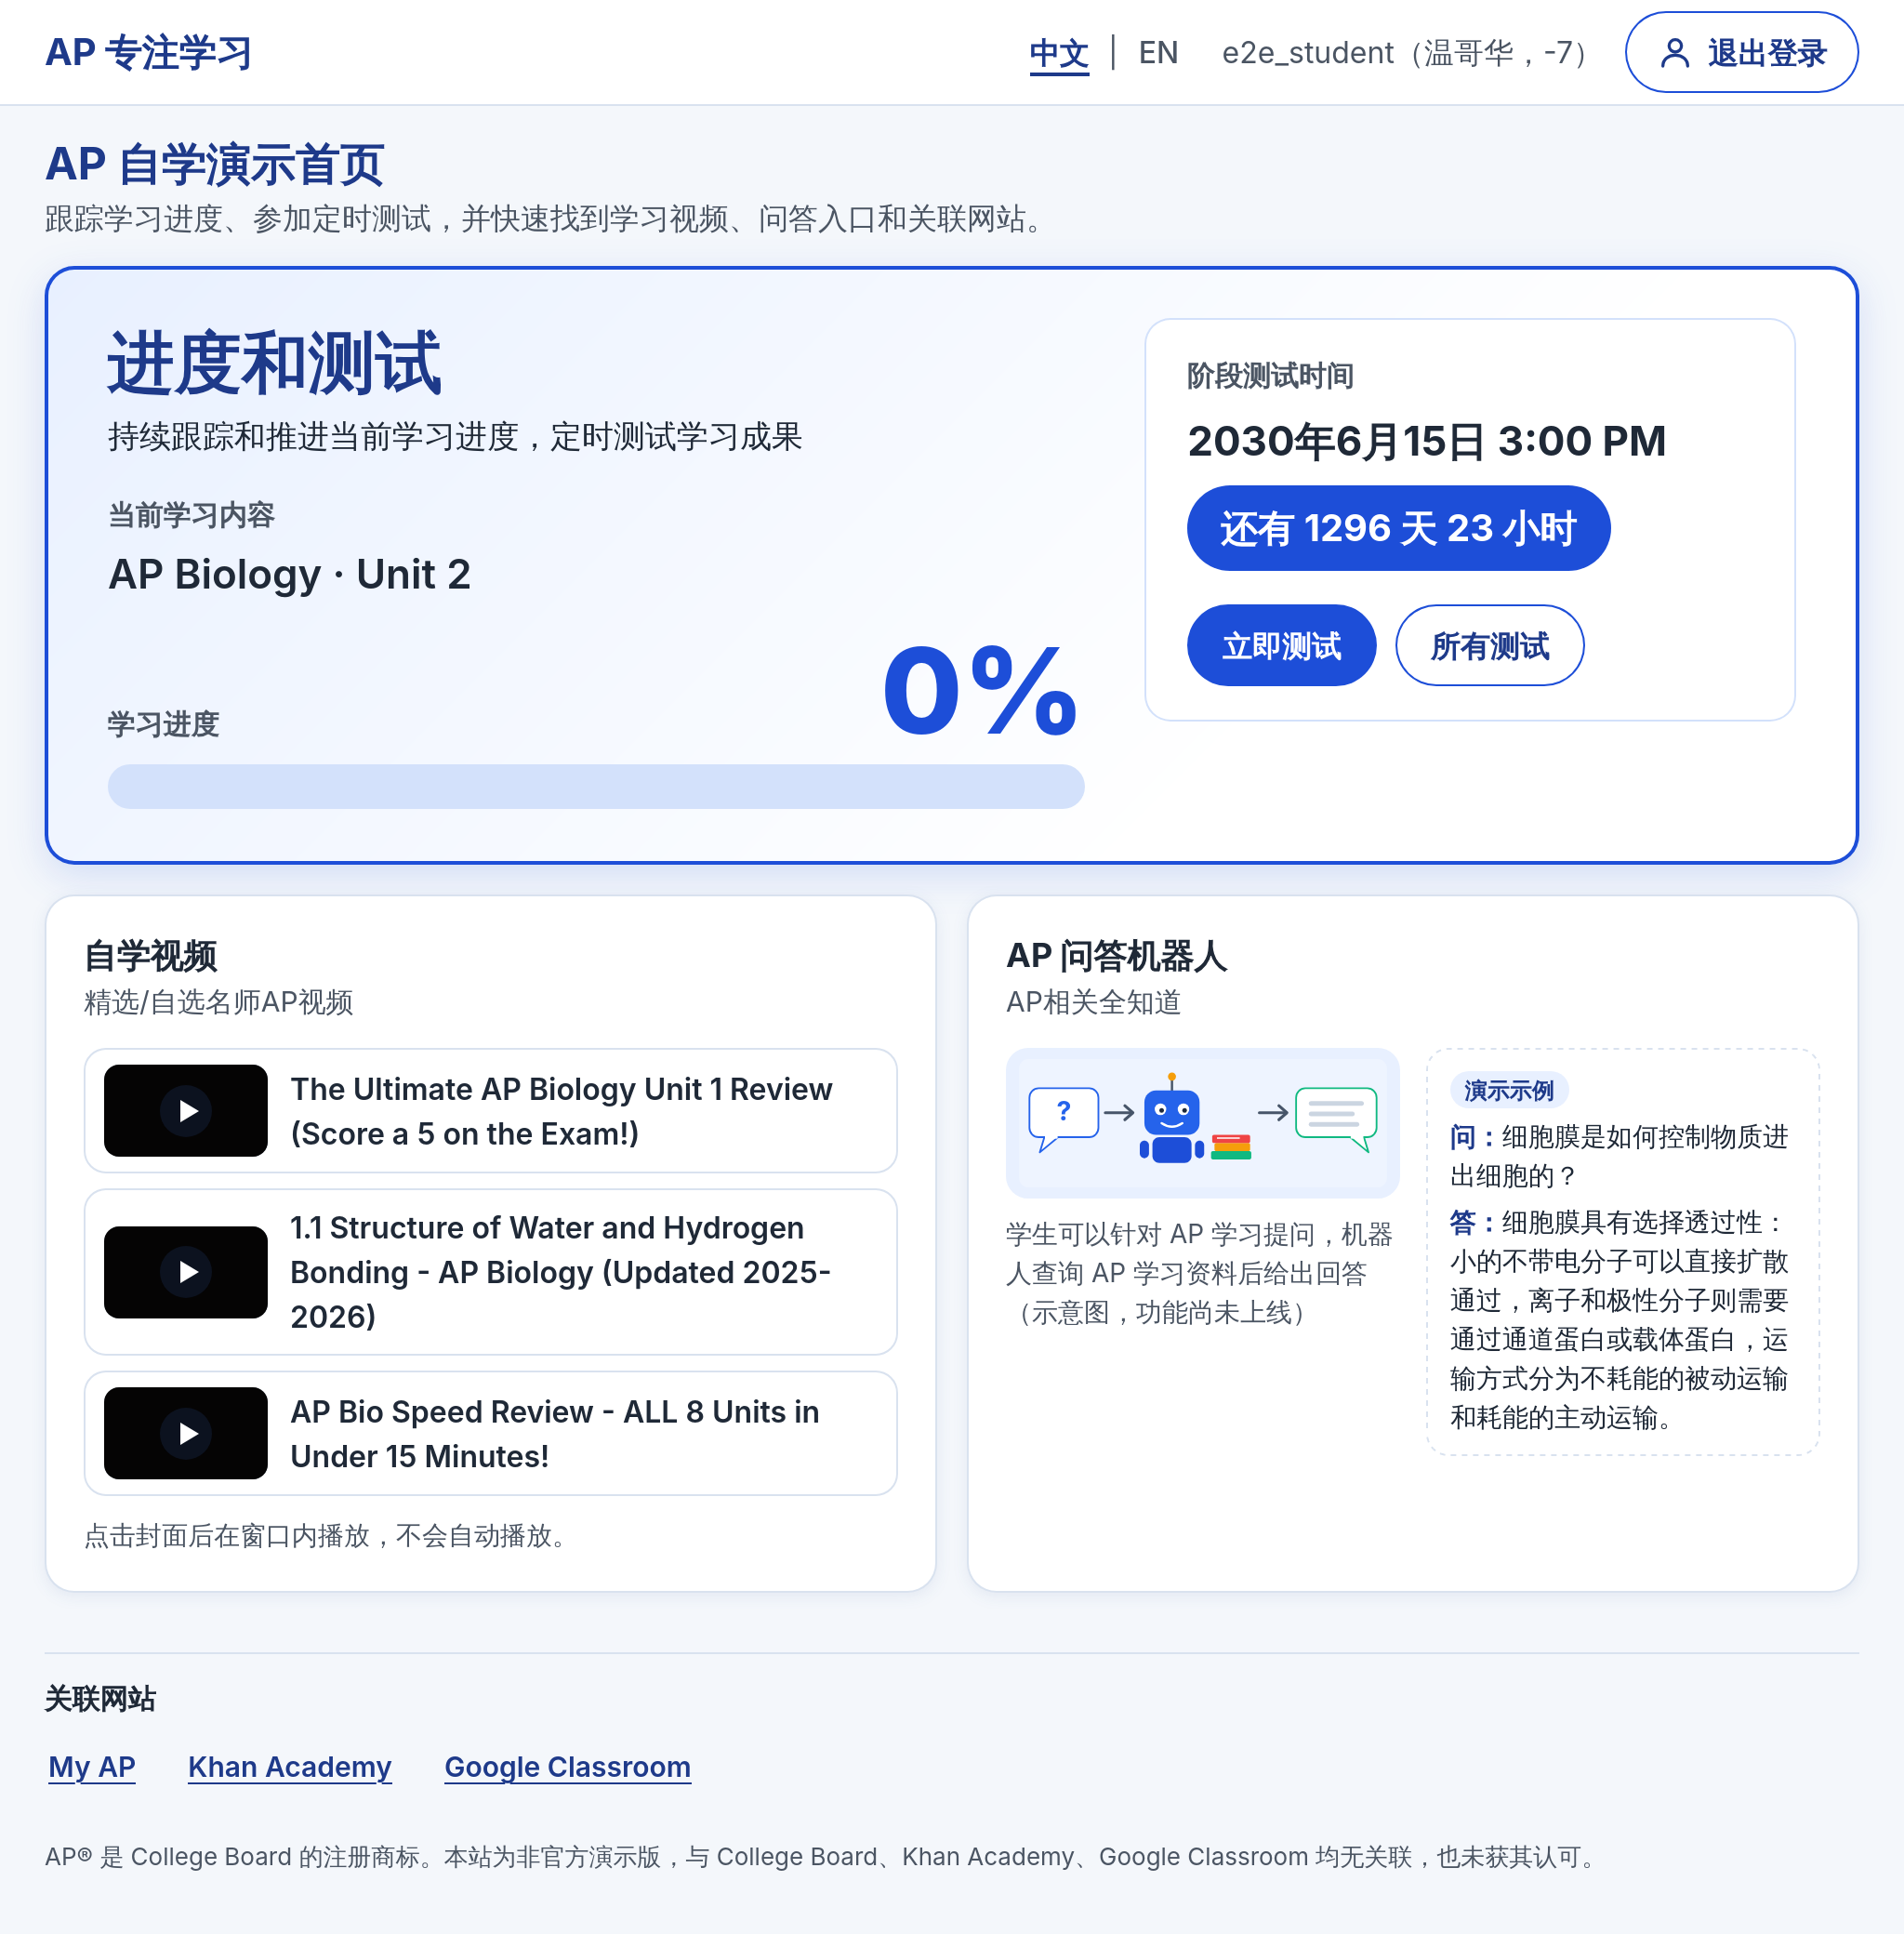 AP 专注学习
中文 | EN e2e_student（温哥华，-7） 退出登录
AP 自学演示首页
跟踪学习进度、参加定时测试，并快速找到学习视频、问答入口和关联网站。
进度和测试
持续跟踪和推进当前学习进度，定时测试学习成果
当前学习内容
AP Biology · Unit 2
学习进度
0%
阶段测试时间
2030年6月15日 3:00 PM
还有 1296 天 23 小时
立即测试 所有测试
自学视频
精选/自选名师AP视频
The Ultimate AP Biology Unit 1 Review
(Score a 5 on the Exam!)
1.1 Structure of Water and Hydrogen
Bonding - AP Biology (Updated 2025-
2026)
AP Bio Speed Review - ALL 8 Units in
Under 15 Minutes!
点击封面后在窗口内播放，不会自动播放。
AP 问答机器人
AP相关全知道
?
学生可以针对 AP 学习提问，机器
人查询 AP 学习资料后给出回答
（示意图，功能尚未上线）
演示示例
问：细胞膜是如何控制物质进
出细胞的？
答：细胞膜具有选择透过性：
小的不带电分子可以直接扩散
通过，离子和极性分子则需要
通过通道蛋白或载体蛋白，运
输方式分为不耗能的被动运输
和耗能的主动运输。
关联网站
My AP Khan Academy Google Classroom
AP® 是 College Board 的注册商标。本站为非官方演示版，与 College Board、Khan Academy、Google Classroom 均无关联，也未获其认可。